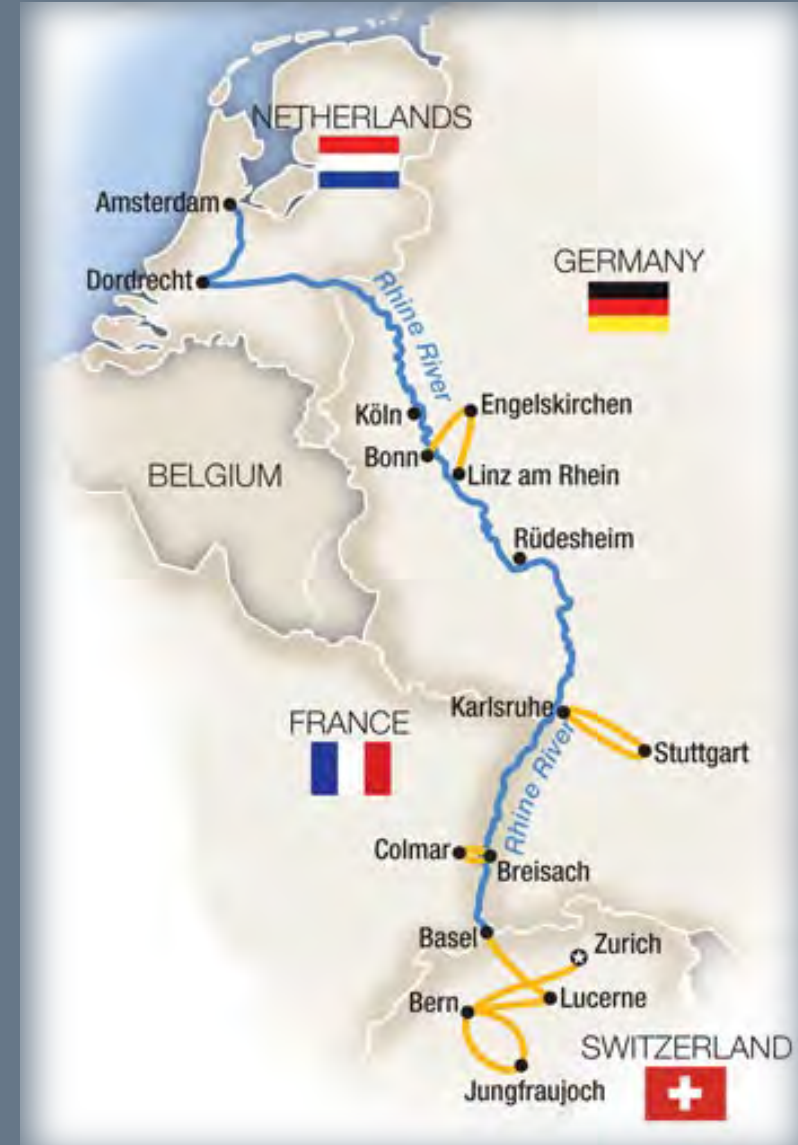 NETHERLANDS
Amsterdam
GERMANY
Dordrecht
Rhine River
Köln
Engelskirchen
Bonn
BELGIUM
Linz am Rhein
Rüdesheim
Karlsruhe
FRANCE
Stuttgart
Rhine River
Colmar
Breisach
Basel
Zurich
Bern
Lucerne
SWITZERLAND
Jungfraujoch